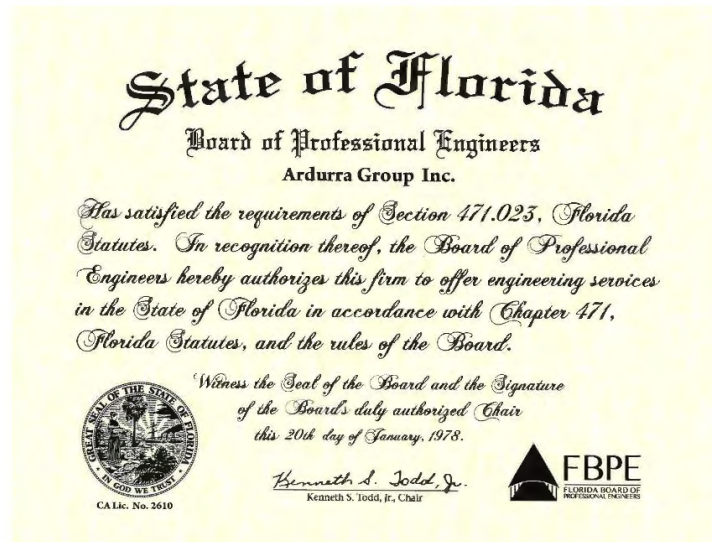 State of Florida
Board of Professional Engineers
Ardurra Group Inc.
Has satisfied the requirements of Section 471.023, Florida
Statutes. In recognition thereof, the Board of Professional
Engineers hereby authorizes this firm to offer engineering services
in the State of Florida in accordance with Chapter 471,
Florida Statutes, and the rules of the Board.
Witness the Seal of the Board and the Signature
of the Board's duly authorized Chair
this 20th day of January, 1978.
GREAT SEAL OF THE STATE OF FLORIDA
IN GOD WE TRUST
CA Lic. No. 2610
Kenneth S. Todd, Jr.
Kenneth S. Todd, Jr., Chair
FBPE
FLORIDA BOARD OF
PROFESSIONAL ENGINEERS